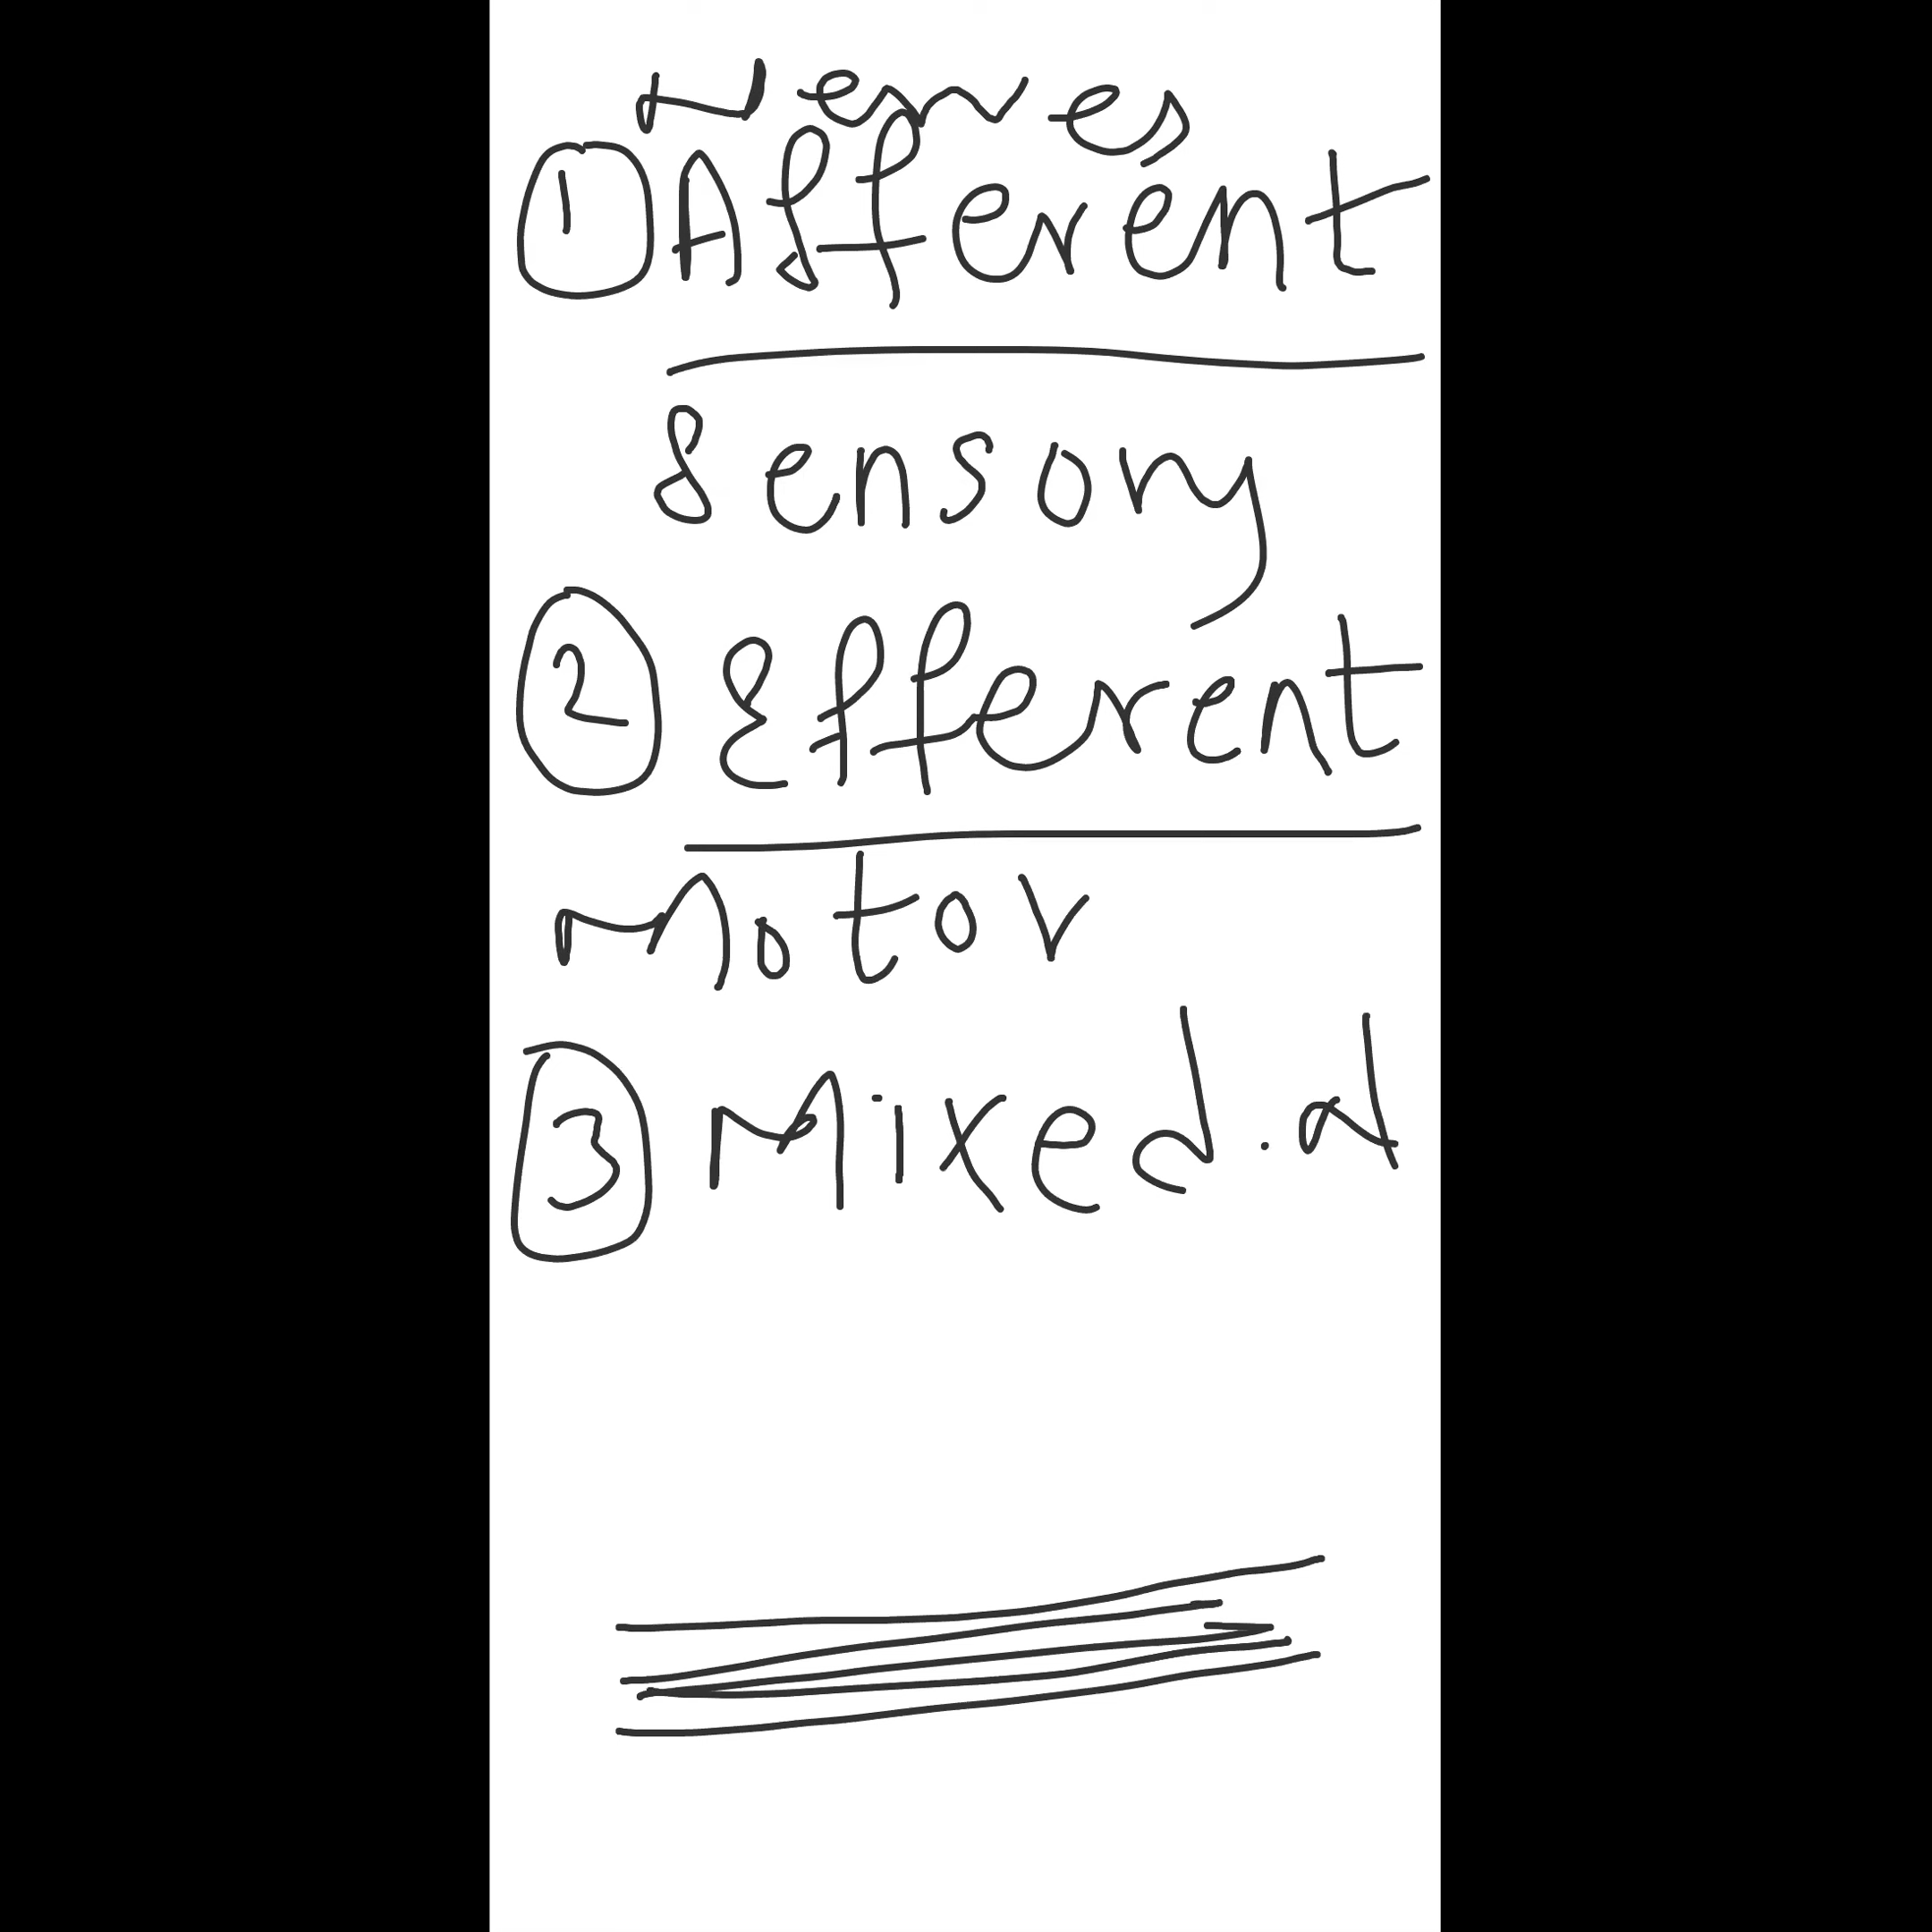 Nerves
1 Afferent
Sensory
2 Efferent
Motor
3 Mixed.